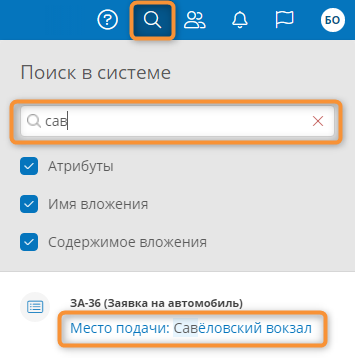 БО
Поиск в системе
сав
Атрибуты
Имя вложения
Содержимое вложения
ЗА-36 (Заявка на автомобиль)
Место подачи: Савёловский вокзал